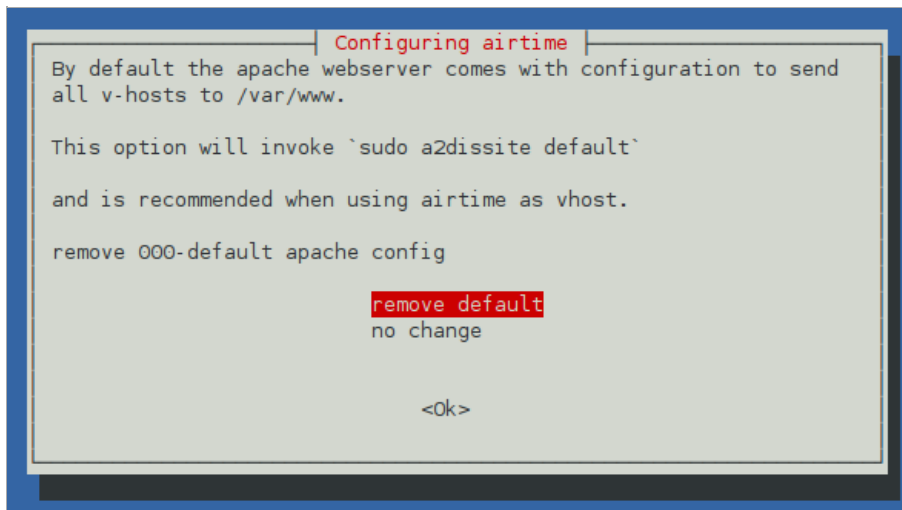 Configuring airtime
By default the apache webserver comes with configuration to send
all v-hosts to /var/www.
This option will invoke `sudo a2dissite default`
and is recommended when using airtime as vhost.
remove 000-default apache config
remove default
no change
<Ok>